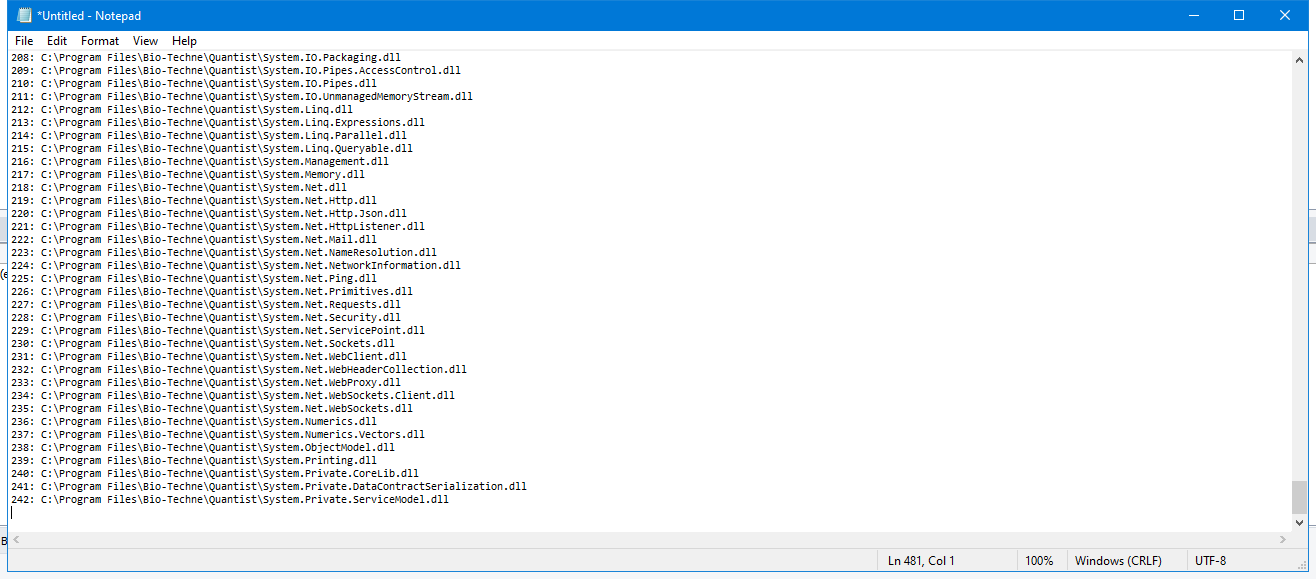 *Untitled - Notepad
File Edit Format View Help
208: C:\Program Files\Bio-Techne\Quantist\System.IO.Packaging.dll
209: C:\Program Files\Bio-Techne\Quantist\System.IO.Pipes.AccessControl.dll
210: C:\Program Files\Bio-Techne\Quantist\System.IO.Pipes.dll
211: C:\Program Files\Bio-Techne\Quantist\System.IO.UnmanagedMemoryStream.dll
212: C:\Program Files\Bio-Techne\Quantist\System.Linq.dll
213: C:\Program Files\Bio-Techne\Quantist\System.Linq.Expressions.dll
214: C:\Program Files\Bio-Techne\Quantist\System.Linq.Parallel.dll
215: C:\Program Files\Bio-Techne\Quantist\System.Linq.Queryable.dll
216: C:\Program Files\Bio-Techne\Quantist\System.Management.dll
217: C:\Program Files\Bio-Techne\Quantist\System.Memory.dll
218: C:\Program Files\Bio-Techne\Quantist\System.Net.dll
219: C:\Program Files\Bio-Techne\Quantist\System.Net.Http.dll
220: C:\Program Files\Bio-Techne\Quantist\System.Net.Http.Json.dll
221: C:\Program Files\Bio-Techne\Quantist\System.Net.HttpListener.dll
222: C:\Program Files\Bio-Techne\Quantist\System.Net.Mail.dll
223: C:\Program Files\Bio-Techne\Quantist\System.Net.NameResolution.dll
224: C:\Program Files\Bio-Techne\Quantist\System.Net.NetworkInformation.dll
225: C:\Program Files\Bio-Techne\Quantist\System.Net.Ping.dll
226: C:\Program Files\Bio-Techne\Quantist\System.Net.Primitives.dll
227: C:\Program Files\Bio-Techne\Quantist\System.Net.Requests.dll
228: C:\Program Files\Bio-Techne\Quantist\System.Net.Security.dll
229: C:\Program Files\Bio-Techne\Quantist\System.Net.ServicePoint.dll
230: C:\Program Files\Bio-Techne\Quantist\System.Net.Sockets.dll
231: C:\Program Files\Bio-Techne\Quantist\System.Net.WebClient.dll
232: C:\Program Files\Bio-Techne\Quantist\System.Net.WebHeaderCollection.dll
233: C:\Program Files\Bio-Techne\Quantist\System.Net.WebProxy.dll
234: C:\Program Files\Bio-Techne\Quantist\System.Net.WebSockets.Client.dll
235: C:\Program Files\Bio-Techne\Quantist\System.Net.WebSockets.dll
236: C:\Program Files\Bio-Techne\Quantist\System.Numerics.dll
237: C:\Program Files\Bio-Techne\Quantist\System.Numerics.Vectors.dll
238: C:\Program Files\Bio-Techne\Quantist\System.ObjectModel.dll
239: C:\Program Files\Bio-Techne\Quantist\System.Printing.dll
240: C:\Program Files\Bio-Techne\Quantist\System.Private.CoreLib.dll
241: C:\Program Files\Bio-Techne\Quantist\System.Private.DataContractSerialization.dll
242: C:\Program Files\Bio-Techne\Quantist\System.Private.ServiceModel.dll
Ln 481, Col 1 100% Windows (CRLF) UTF-8